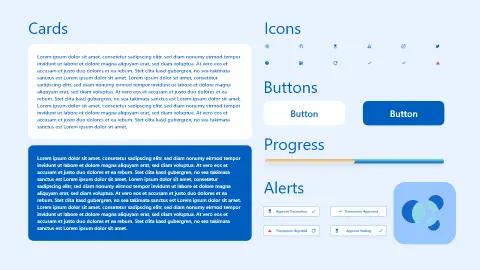 Cards
Lorem ipsum dolor sit amet, consetetur sadipscing elitr, sed diam nonumy eirmod tempor
invidunt ut labore et dolore magna aliquyam erat, sed diam voluptua. At vero eos et
accusam et justo duo dolores et ea rebum. Stet clita kasd gubergren, no sea takimata
sanctus est Lorem ipsum dolor sit amet. Lorem ipsum dolor sit amet, consetetur
sadipscing elitr, sed diam nonumy eirmod tempor invidunt ut labore et dolore magna
aliquyam erat, sed diam voluptua. At vero eos et accusam et justo duo dolores et ea
rebum. Stet clita kasd gubergren, no sea takimata sanctus est Lorem ipsum dolor sit
amet. Lorem ipsum dolor sit amet, consetetur sadipscing elitr, sed diam nonumy eirmod
tempor invidunt ut labore et dolore magna aliquyam erat, sed diam voluptua. At vero eos
et accusam et justo duo dolores et ea rebum. Stet clita kasd gubergren, no sea takimata
sanctus est Lorem ipsum dolor sit amet.
Lorem ipsum dolor sit amet, consetetur sadipscing elitr, sed diam nonumy eirmod tempor
invidunt ut labore et dolore magna aliquyam erat, sed diam voluptua. At vero eos et
accusam et justo duo dolores et ea rebum. Stet clita kasd gubergren, no sea takimata
sanctus est Lorem ipsum dolor sit amet. Lorem ipsum dolor sit amet, consetetur
sadipscing elitr, sed diam nonumy eirmod tempor invidunt ut labore et dolore magna
aliquyam erat, sed diam voluptua. At vero eos et accusam et justo duo dolores et ea
rebum. Stet clita kasd gubergren, no sea takimata sanctus est Lorem ipsum dolor sit
amet. Lorem ipsum dolor sit amet, consetetur sadipscing elitr, sed diam nonumy eirmod
tempor invidunt ut labore et dolore magna aliquyam erat, sed diam voluptua. At vero eos
et accusam et justo duo dolores et ea rebum. Stet clita kasd gubergren, no sea takimata
sanctus est Lorem ipsum dolor sit amet.
Icons
Buttons
Button
Button
Progress
Alerts
Approve Transaction
Transaction Approved
Transaction Rejected
Approve Staking